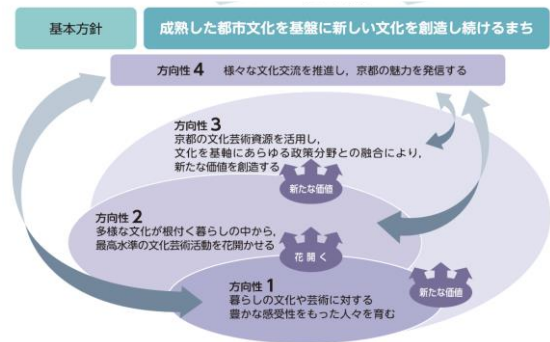 基本方針
成熟した都市文化を基盤に新しい文化を創造し続けるまち
方向性 4 様々な文化交流を推進し，京都の魅力を発信する
方向性 3
京都の文化芸術資源を活用し，
文化を基軸にあらゆる政策分野との融合により，
新たな価値を創造する
新たな価値
方向性 2
多様な文化が根付く暮らしの中から，
最高水準の文化芸術活動を花開かせる
花開く
方向性 1
暮らしの文化や芸術に対する
豊かな感受性をもった人々を育む
新たな価値